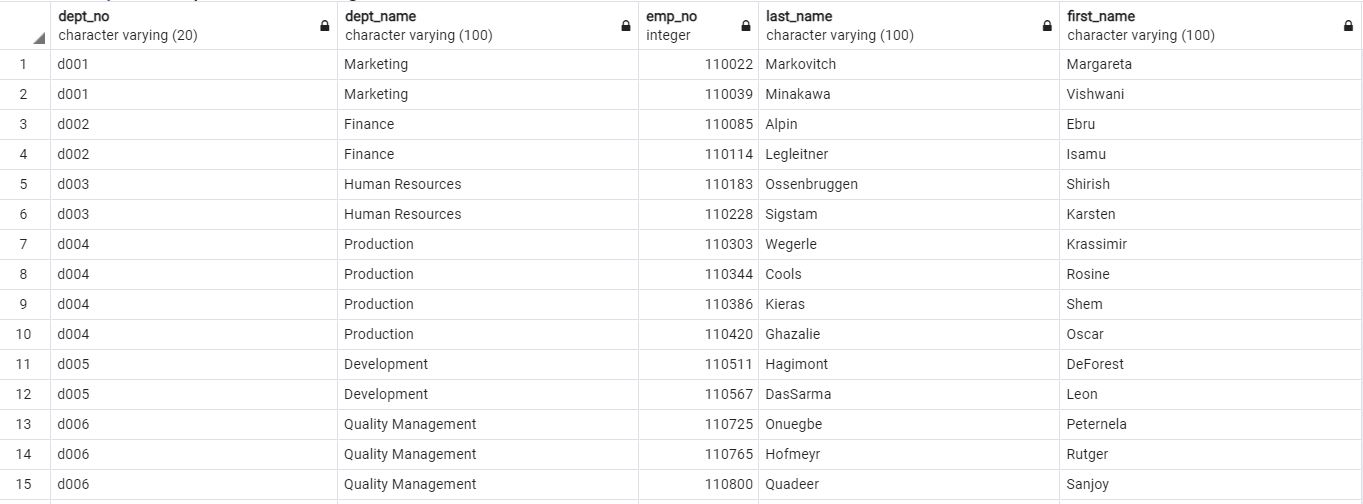 dept_no dept_name emp_no last_name first_name
character varying (20) character varying (100) integer character varying (100) character varying (100)
1 d001 Marketing 110022 Markovitch Margareta
2 d001 Marketing 110039 Minakawa Vishwani
3 d002 Finance 110085 Alpin Ebru
4 d002 Finance 110114 Legleitner Isamu
5 d003 Human Resources 110183 Ossenbruggen Shirish
6 d003 Human Resources 110228 Sigstam Karsten
7 d004 Production 110303 Wegerle Krassimir
8 d004 Production 110344 Cools Rosine
9 d004 Production 110386 Kieras Shem
10 d004 Production 110420 Ghazalie Oscar
11 d005 Development 110511 Hagimont DeForest
12 d005 Development 110567 DasSarma Leon
13 d006 Quality Management 110725 Onuegbe Peternela
14 d006 Quality Management 110765 Hofmeyr Rutger
15 d006 Quality Management 110800 Quadeer Sanjoy